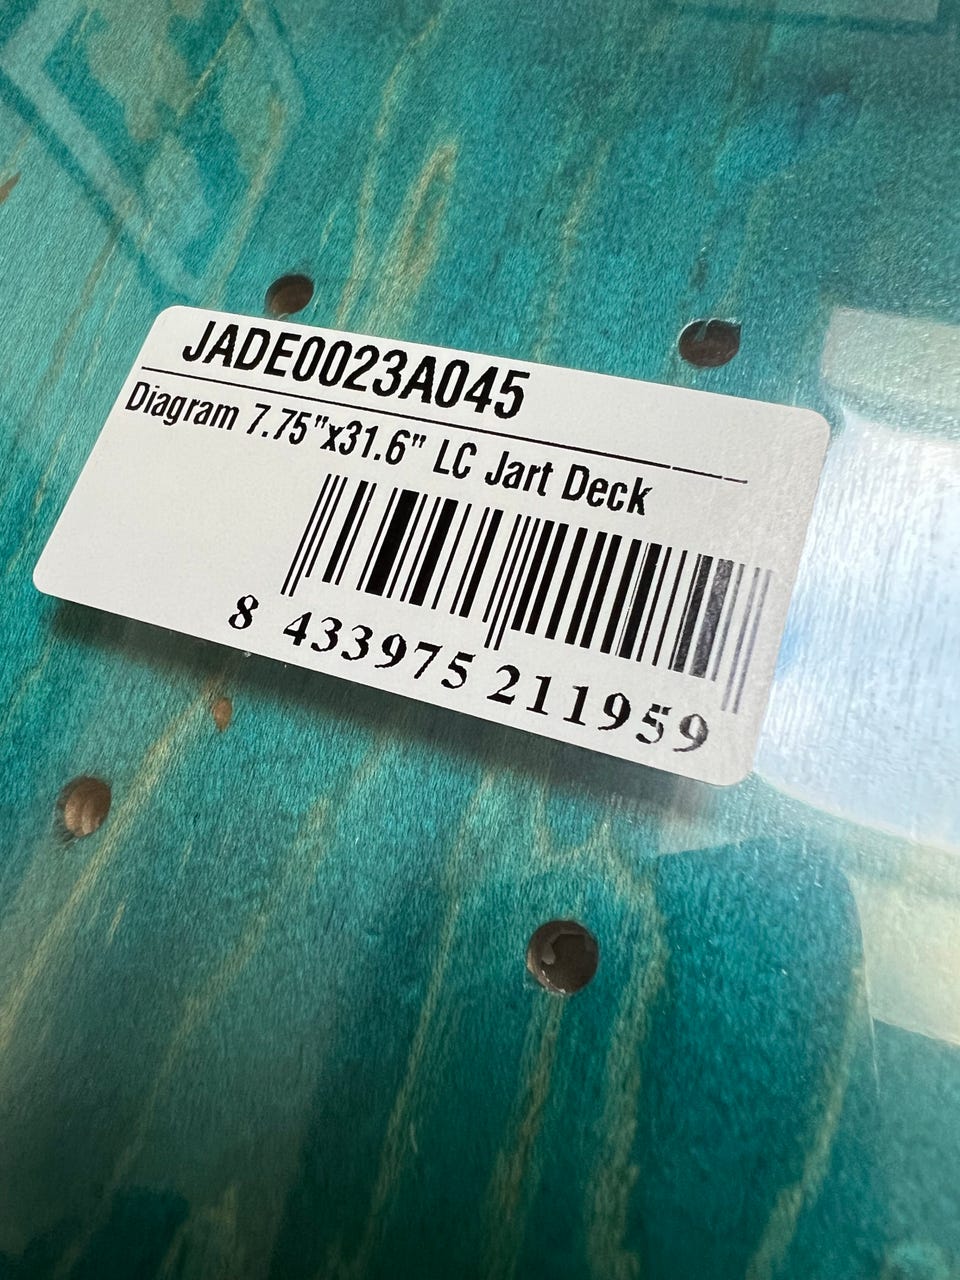 JADE0023A045
Diagram 7.75"x31.6" LC Jart Deck
8 433975 211959